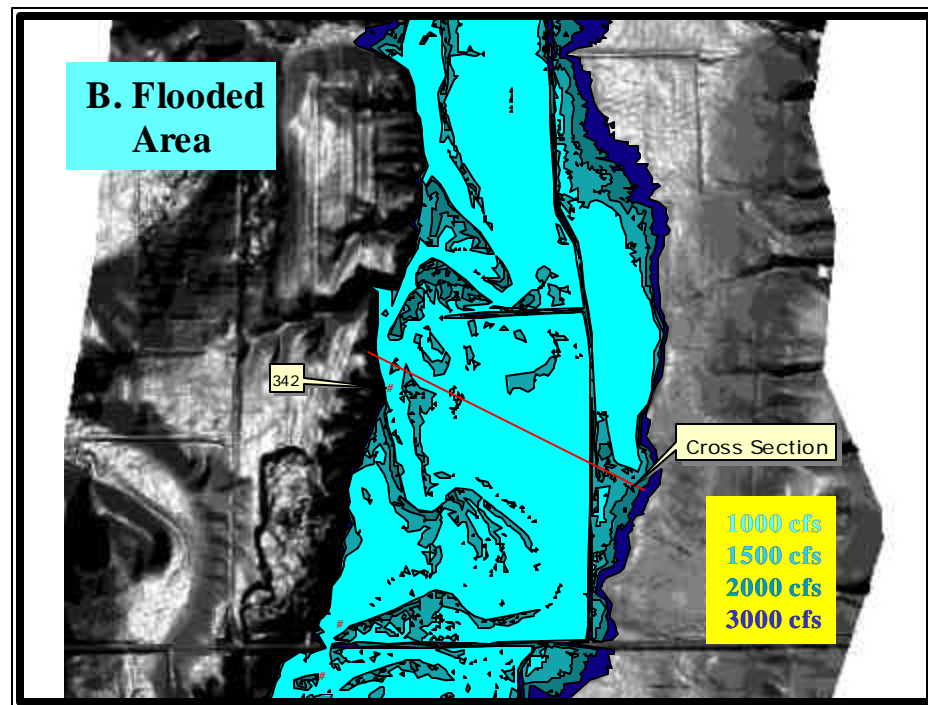 B. Flooded
Area
342
#
Cross Section
1000 cfs
1500 cfs
2000 cfs
3000 cfs
#
#